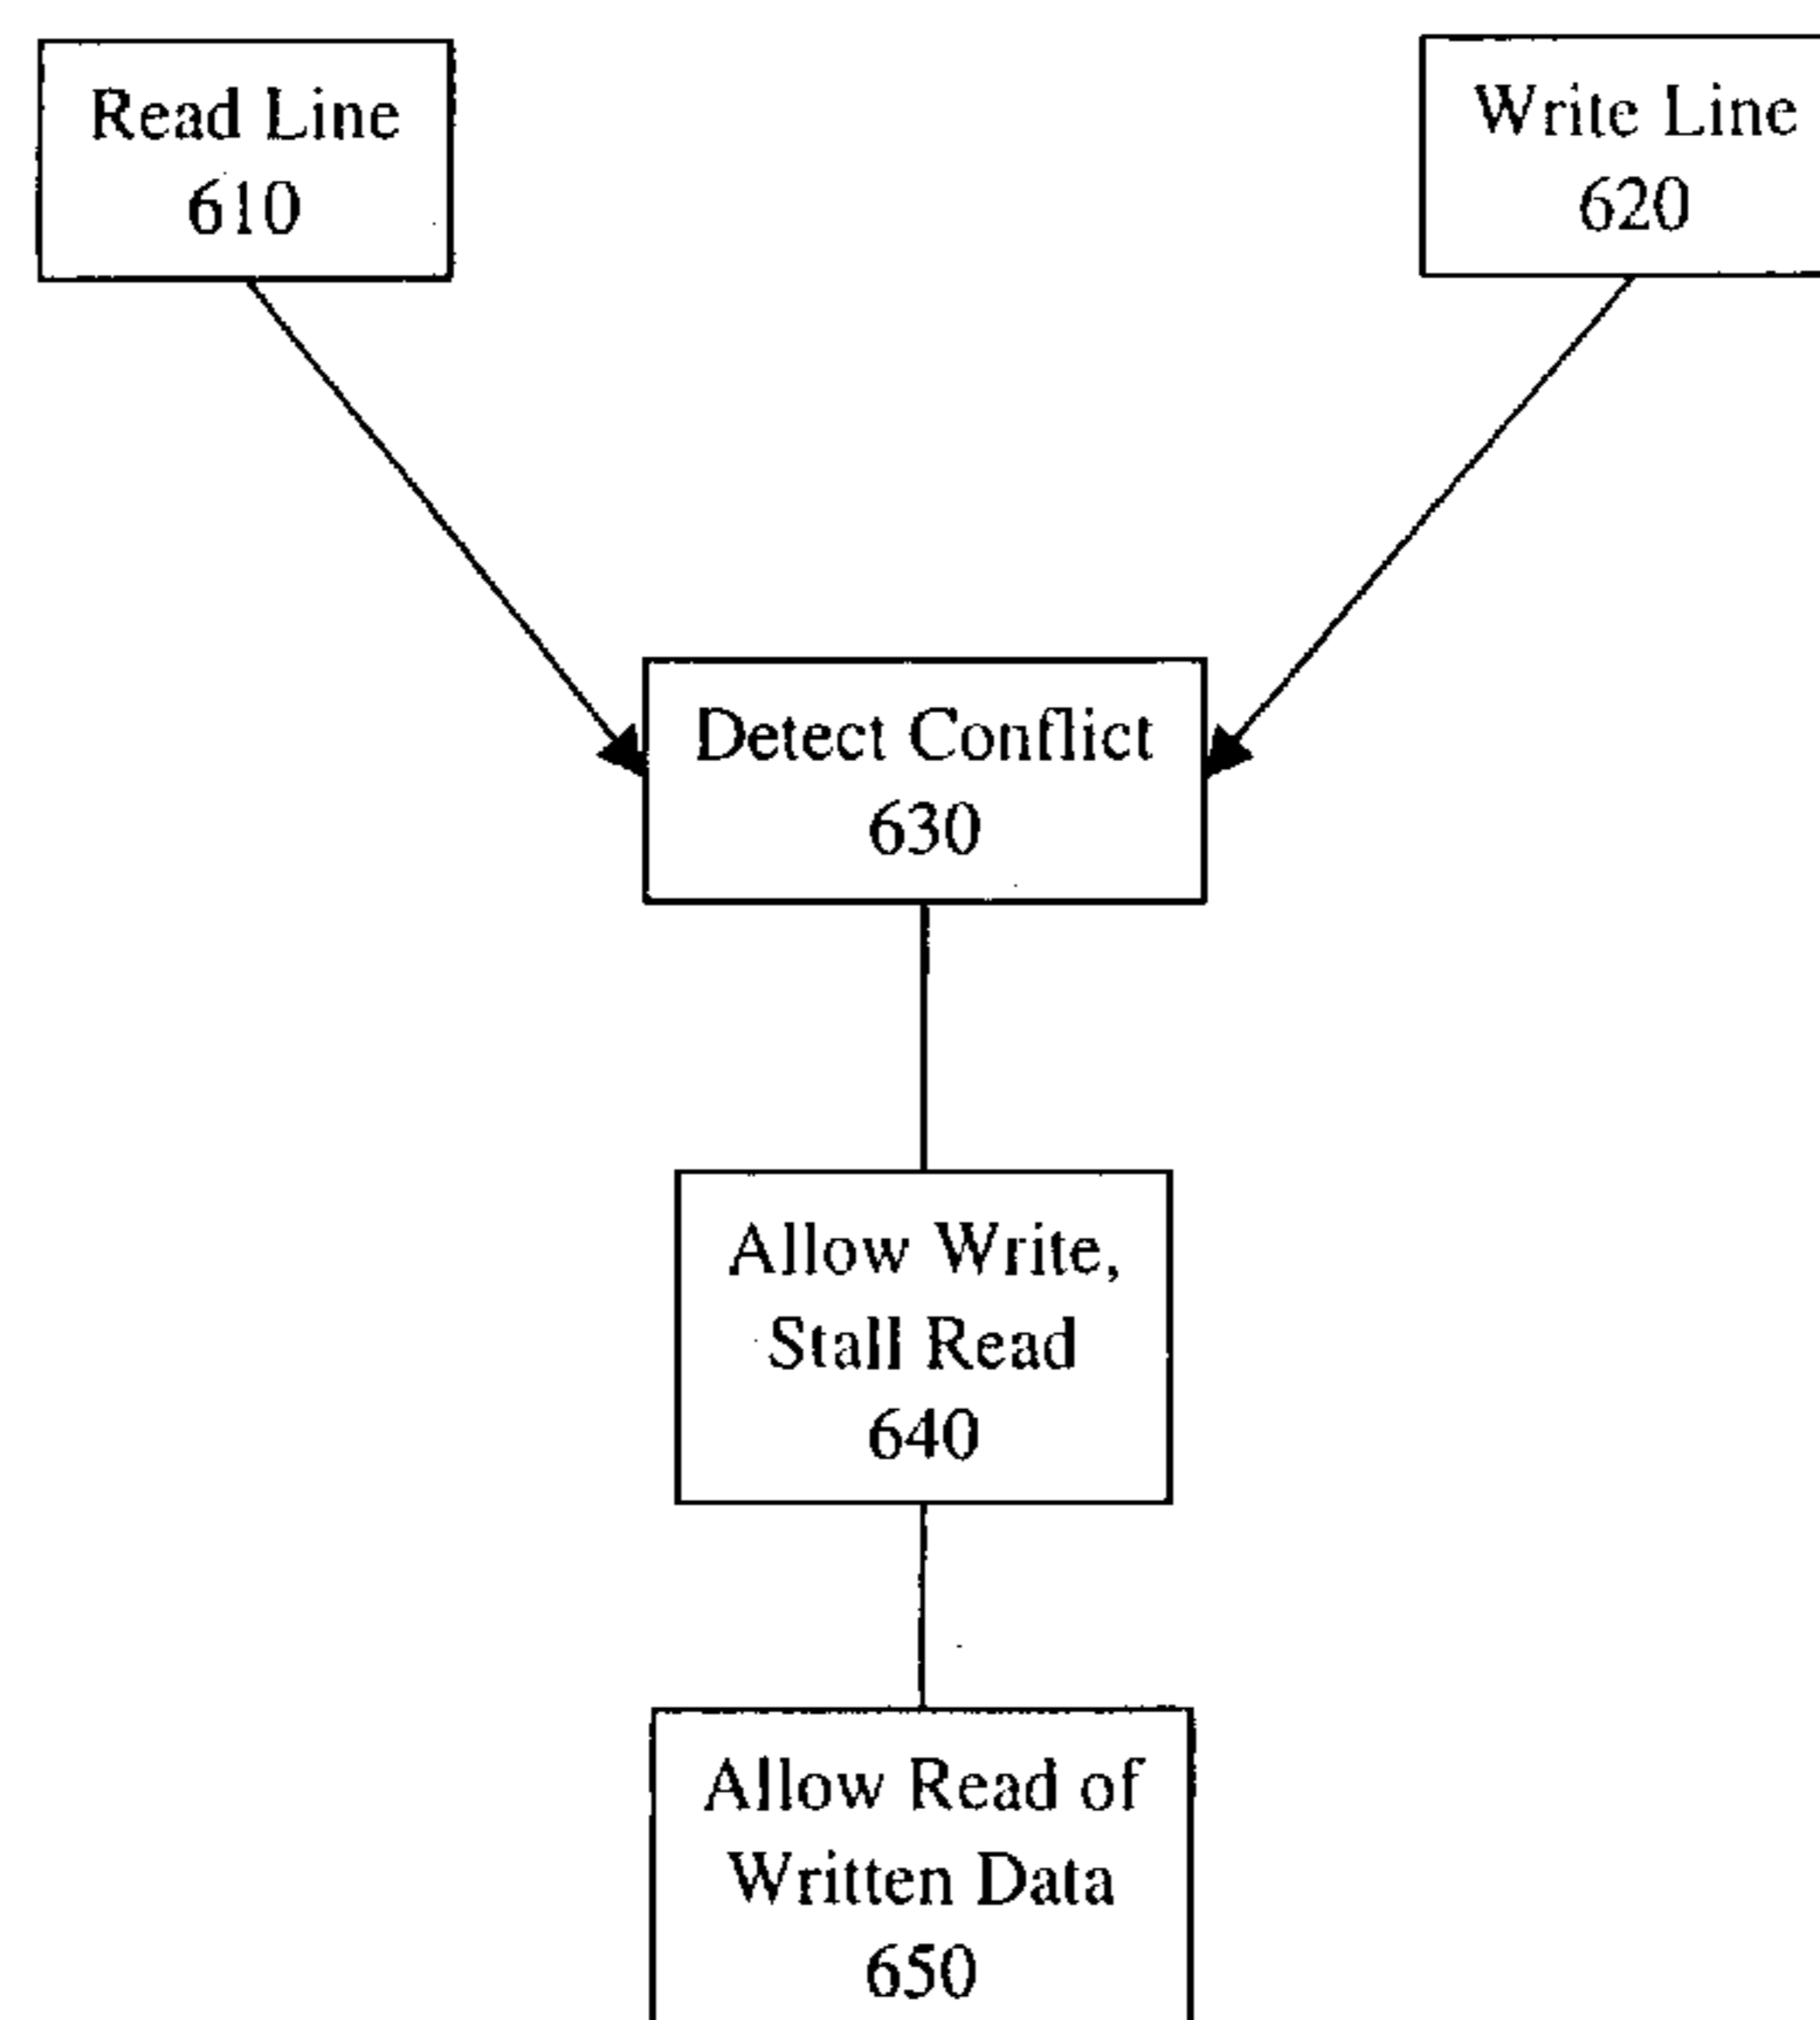 Read Line
610
Write Line
620
Detect Conflict
630
Allow Write,
Stall Read
640
Allow Read of
Written Data
650